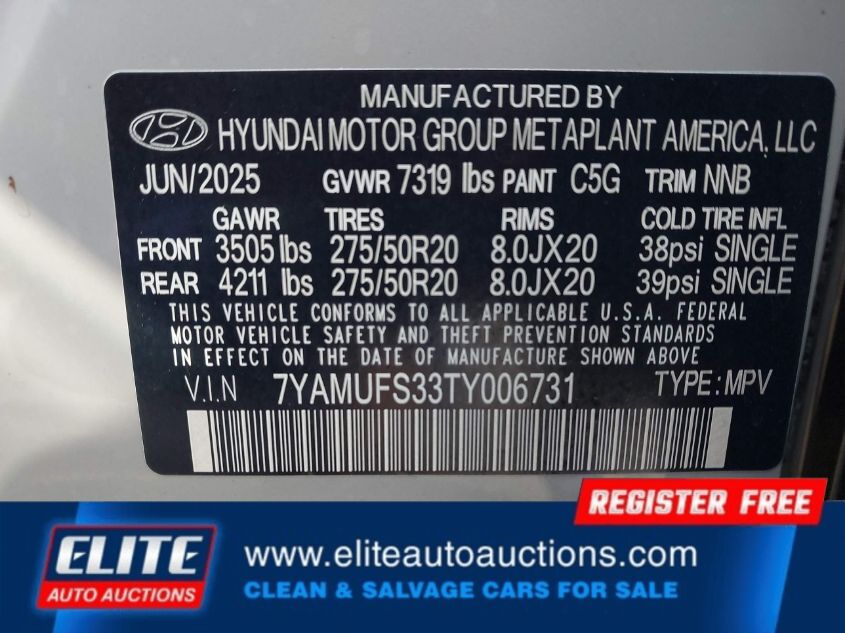 MANUFACTURED BY
HYUNDAI MOTOR GROUP METAPLANT AMERICA, LLC
JUN/2025 GVWR 7319 lbs PAINT C5G TRIM NNB
GAWR TIRES RIMS COLD TIRE INFL
FRONT 3505 lbs 275/50R20 8.0JX20 38psi SINGLE
REAR 4211 lbs 275/50R20 8.0JX20 39psi SINGLE
THIS VEHICLE CONFORMS TO ALL APPLICABLE U.S.A. FEDERAL
MOTOR VEHICLE SAFETY AND THEFT PREVENTION STANDARDS
IN EFFECT ON THE DATE OF MANUFACTURE SHOWN ABOVE
V.I.N 7YAMUFS33TY006731 TYPE : MPV
REGISTER FREE
ELITE
AUTO AUCTIONS
www.eliteautoauctions.com
CLEAN & SALVAGE CARS FOR SALE